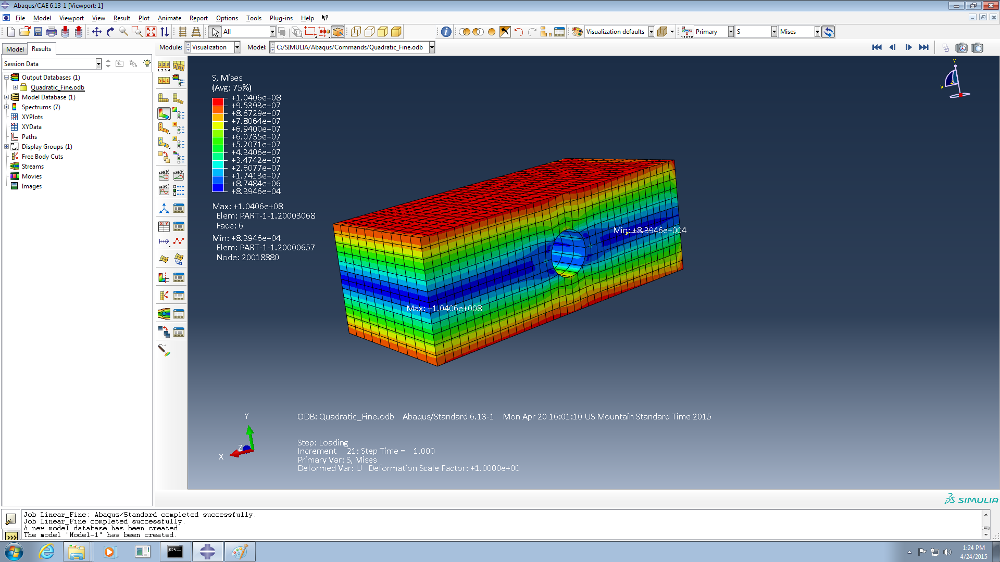 Abaqus/CAE 6.13-1 [Viewport: 1]
File Model Viewport View Result Plot Animate Report Options Tools Plug-ins Help
All Visualization defaults Primary S Mises
Model Results
Module: Visualization Model: C:/SIMULIA/Abaqus/Commands/Quadratic_Fine.odb
Session Data
Output Databases (1)
Quadratic_Fine.odb
Model Database (1)
Spectrums (7)
XYPlots
XYData
Paths
Display Groups (1)
Free Body Cuts
Streams
Movies
Images
S, Mises
(Avg: 75%)
+1.0406e+08
+9.5393e+07
+8.6729e+07
+7.8064e+07
+6.9400e+07
+6.0735e+07
+5.2071e+07
+4.3406e+07
+3.4742e+07
+2.6077e+07
+1.7413e+07
+8.7484e+06
+8.3946e+04
Max: +1.0406e+08
Elem: PART-1-1.20003068
Face: 6
Min: +8.3946e+04
Elem: PART-1-1.20000657
Node: 20018880
Min: +8.3946e+004
Max: +1.0406e+008
Y
X
Z
Y
Z
X
ODB: Quadratic_Fine.odb Abaqus/Standard 6.13-1 Mon Apr 20 16:01:10 US Mountain Standard Time 2015
Step: Loading
Increment 21: Step Time = 1.000
Primary Var: S, Mises
Deformed Var: U Deformation Scale Factor: +1.0000e+00
SIMULIA
Job Linear_Fine: Abaqus/Standard completed successfully.
Job Linear_Fine completed successfully.
A new model database has been created.
The model "Model-1" has been created.
1:24 PM
4/24/2015